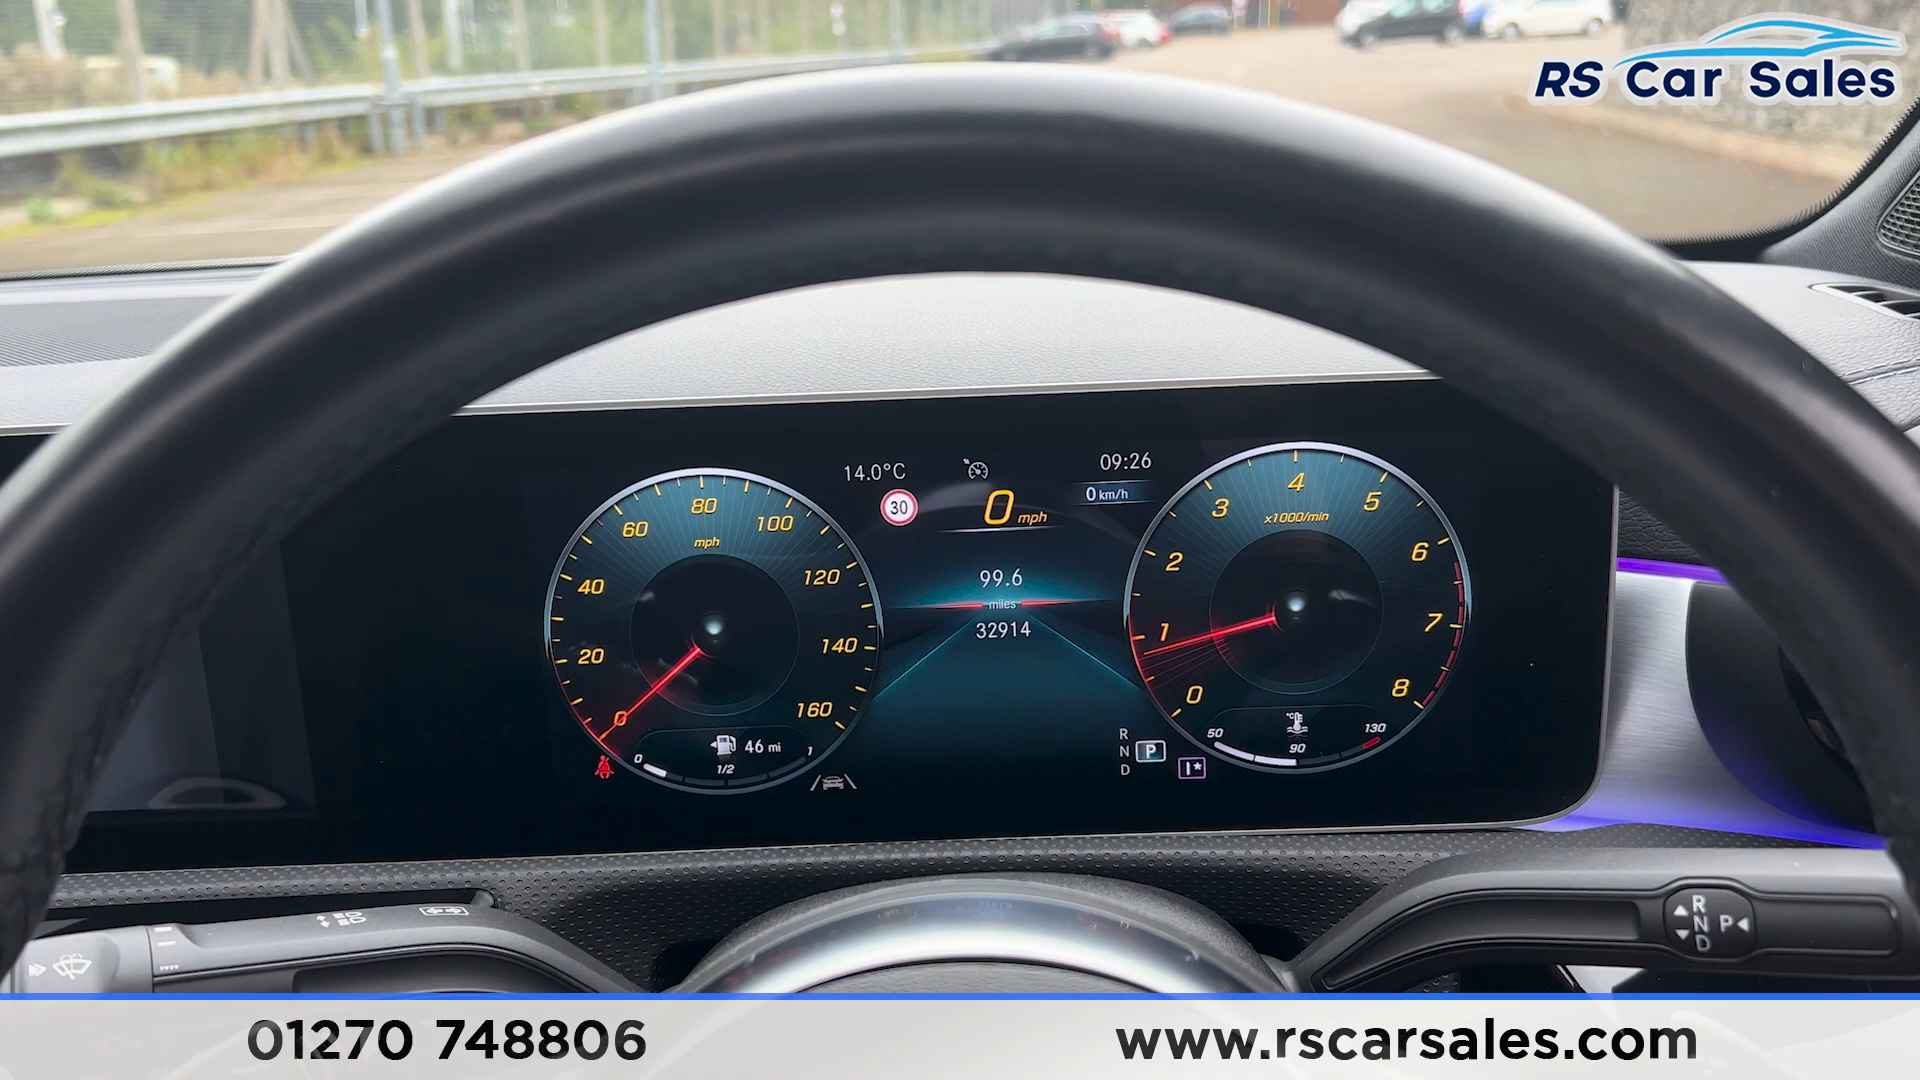 RS Car Sales
14.0°C
09:26
30
0 mph
0 km/h
80
60
100
mph
40
120
20
140
0
160
46 mi
0
1/2
1
99.6
miles
32914
4
3
5
x1000/min
2
6
1
7
0
8
°C
50
90
130
R
N
D
P
I*
R
N
D
P
01270 748806
www.rscarsales.com